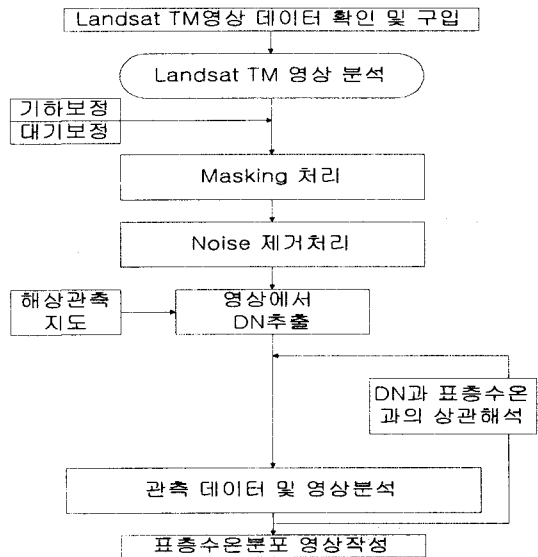 Landsat TM영상 데이터 확인 및 구입
Landsat TM 영상 분석
기하보정
대기보정
Masking 처리
Noise 제거처리
해상관측
지도
영상에서
DN추출
DN과 표층수온
과의 상관해석
관측 데이터 및 영상분석
표층수온분포 영상작성